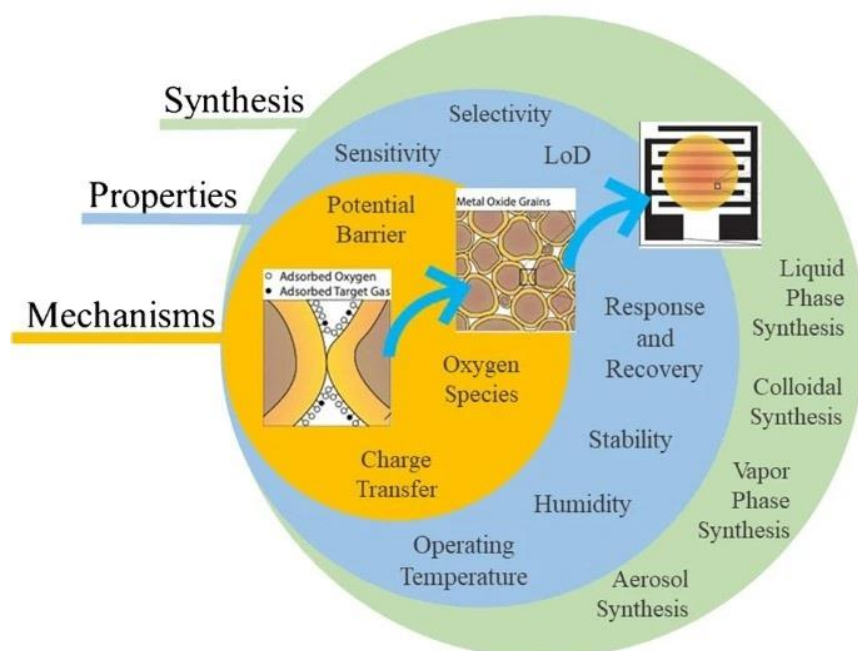 Synthesis
Properties
Mechanisms
Selectivity
Sensitivity
LoD
Potential
Barrier
Metal Oxide Grains
Adsorbed Oxygen
Adsorbed Target Gas
Oxygen
Species
Charge
Transfer
Response
and
Recovery
Stability
Humidity
Operating
Temperature
Liquid
Phase
Synthesis
Colloidal
Synthesis
Vapor
Phase
Synthesis
Aerosol
Synthesis